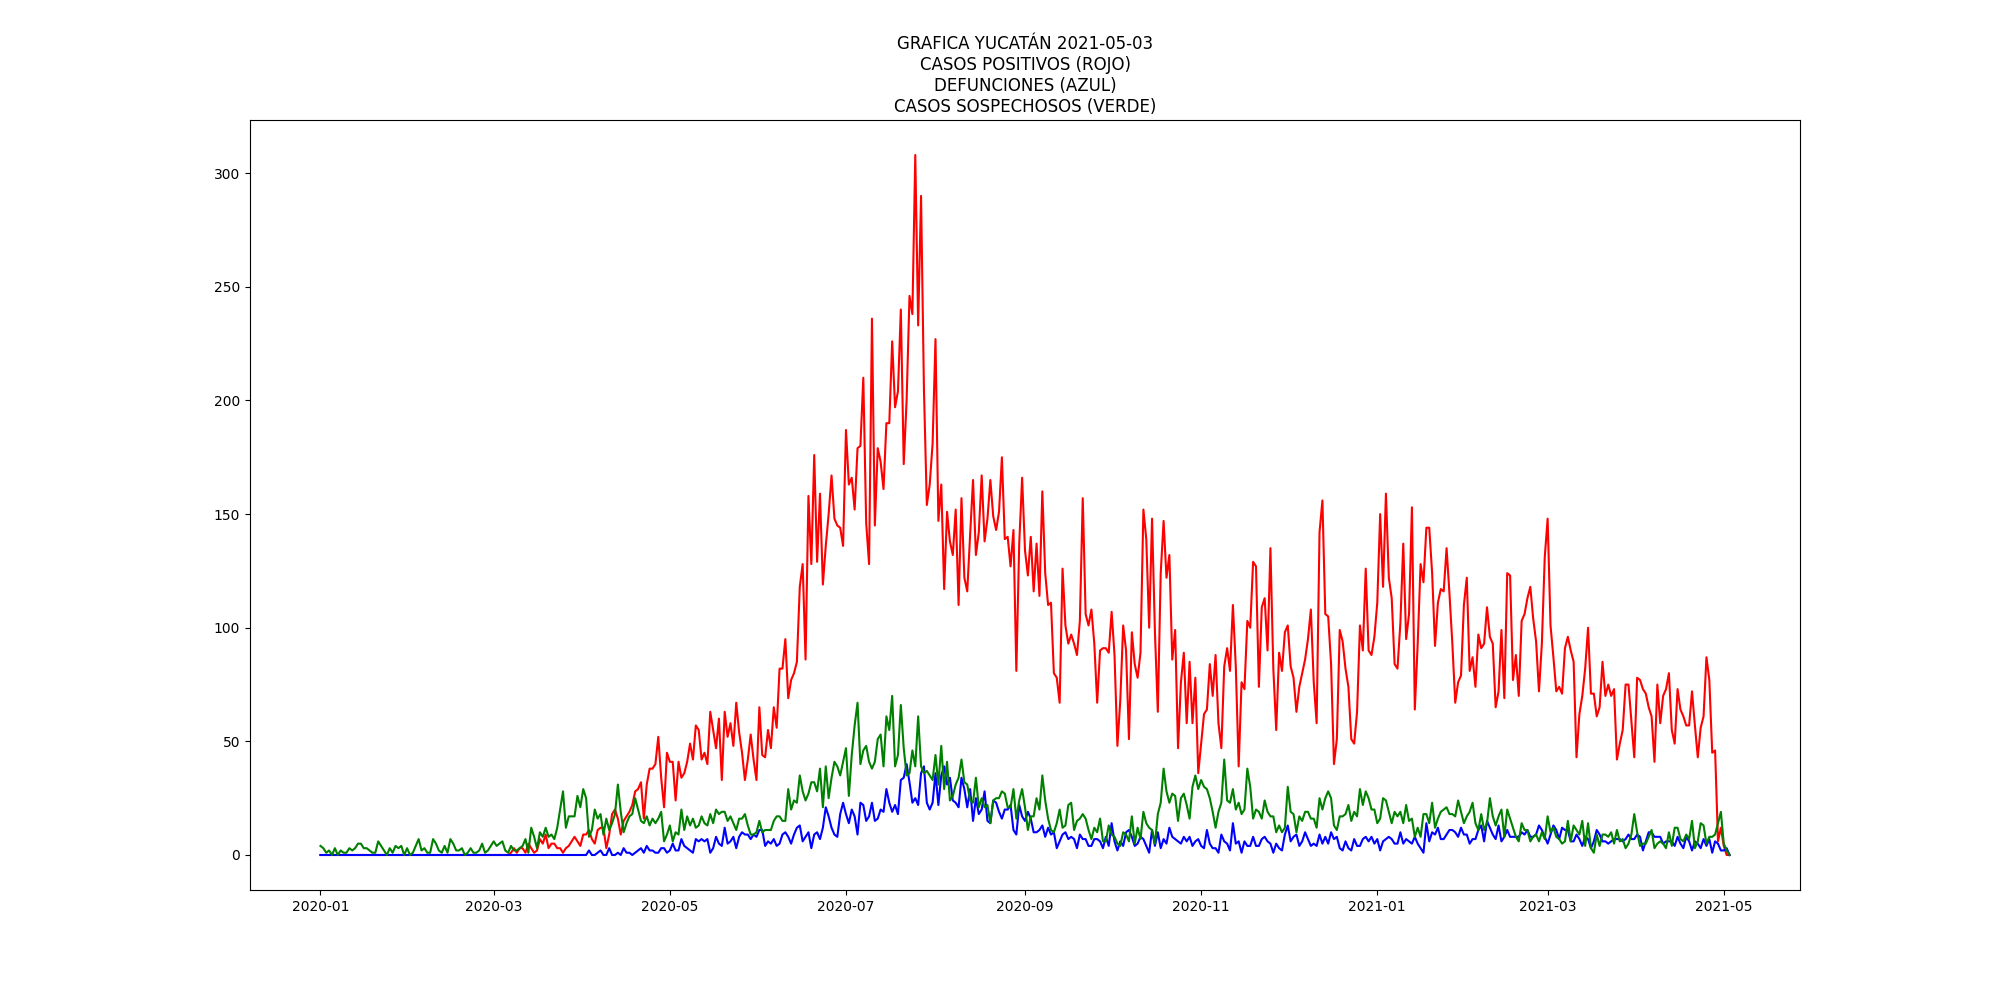 GRAFICA YUCATÁN 2021-05-03
CASOS POSITIVOS (ROJO)
DEFUNCIONES (AZUL)
CASOS SOSPECHOSOS (VERDE)
300
250
200
150
100
50
0
2020-01 2020-03 2020-05 2020-07 2020-09 2020-11 2021-01 2021-03 2021-05